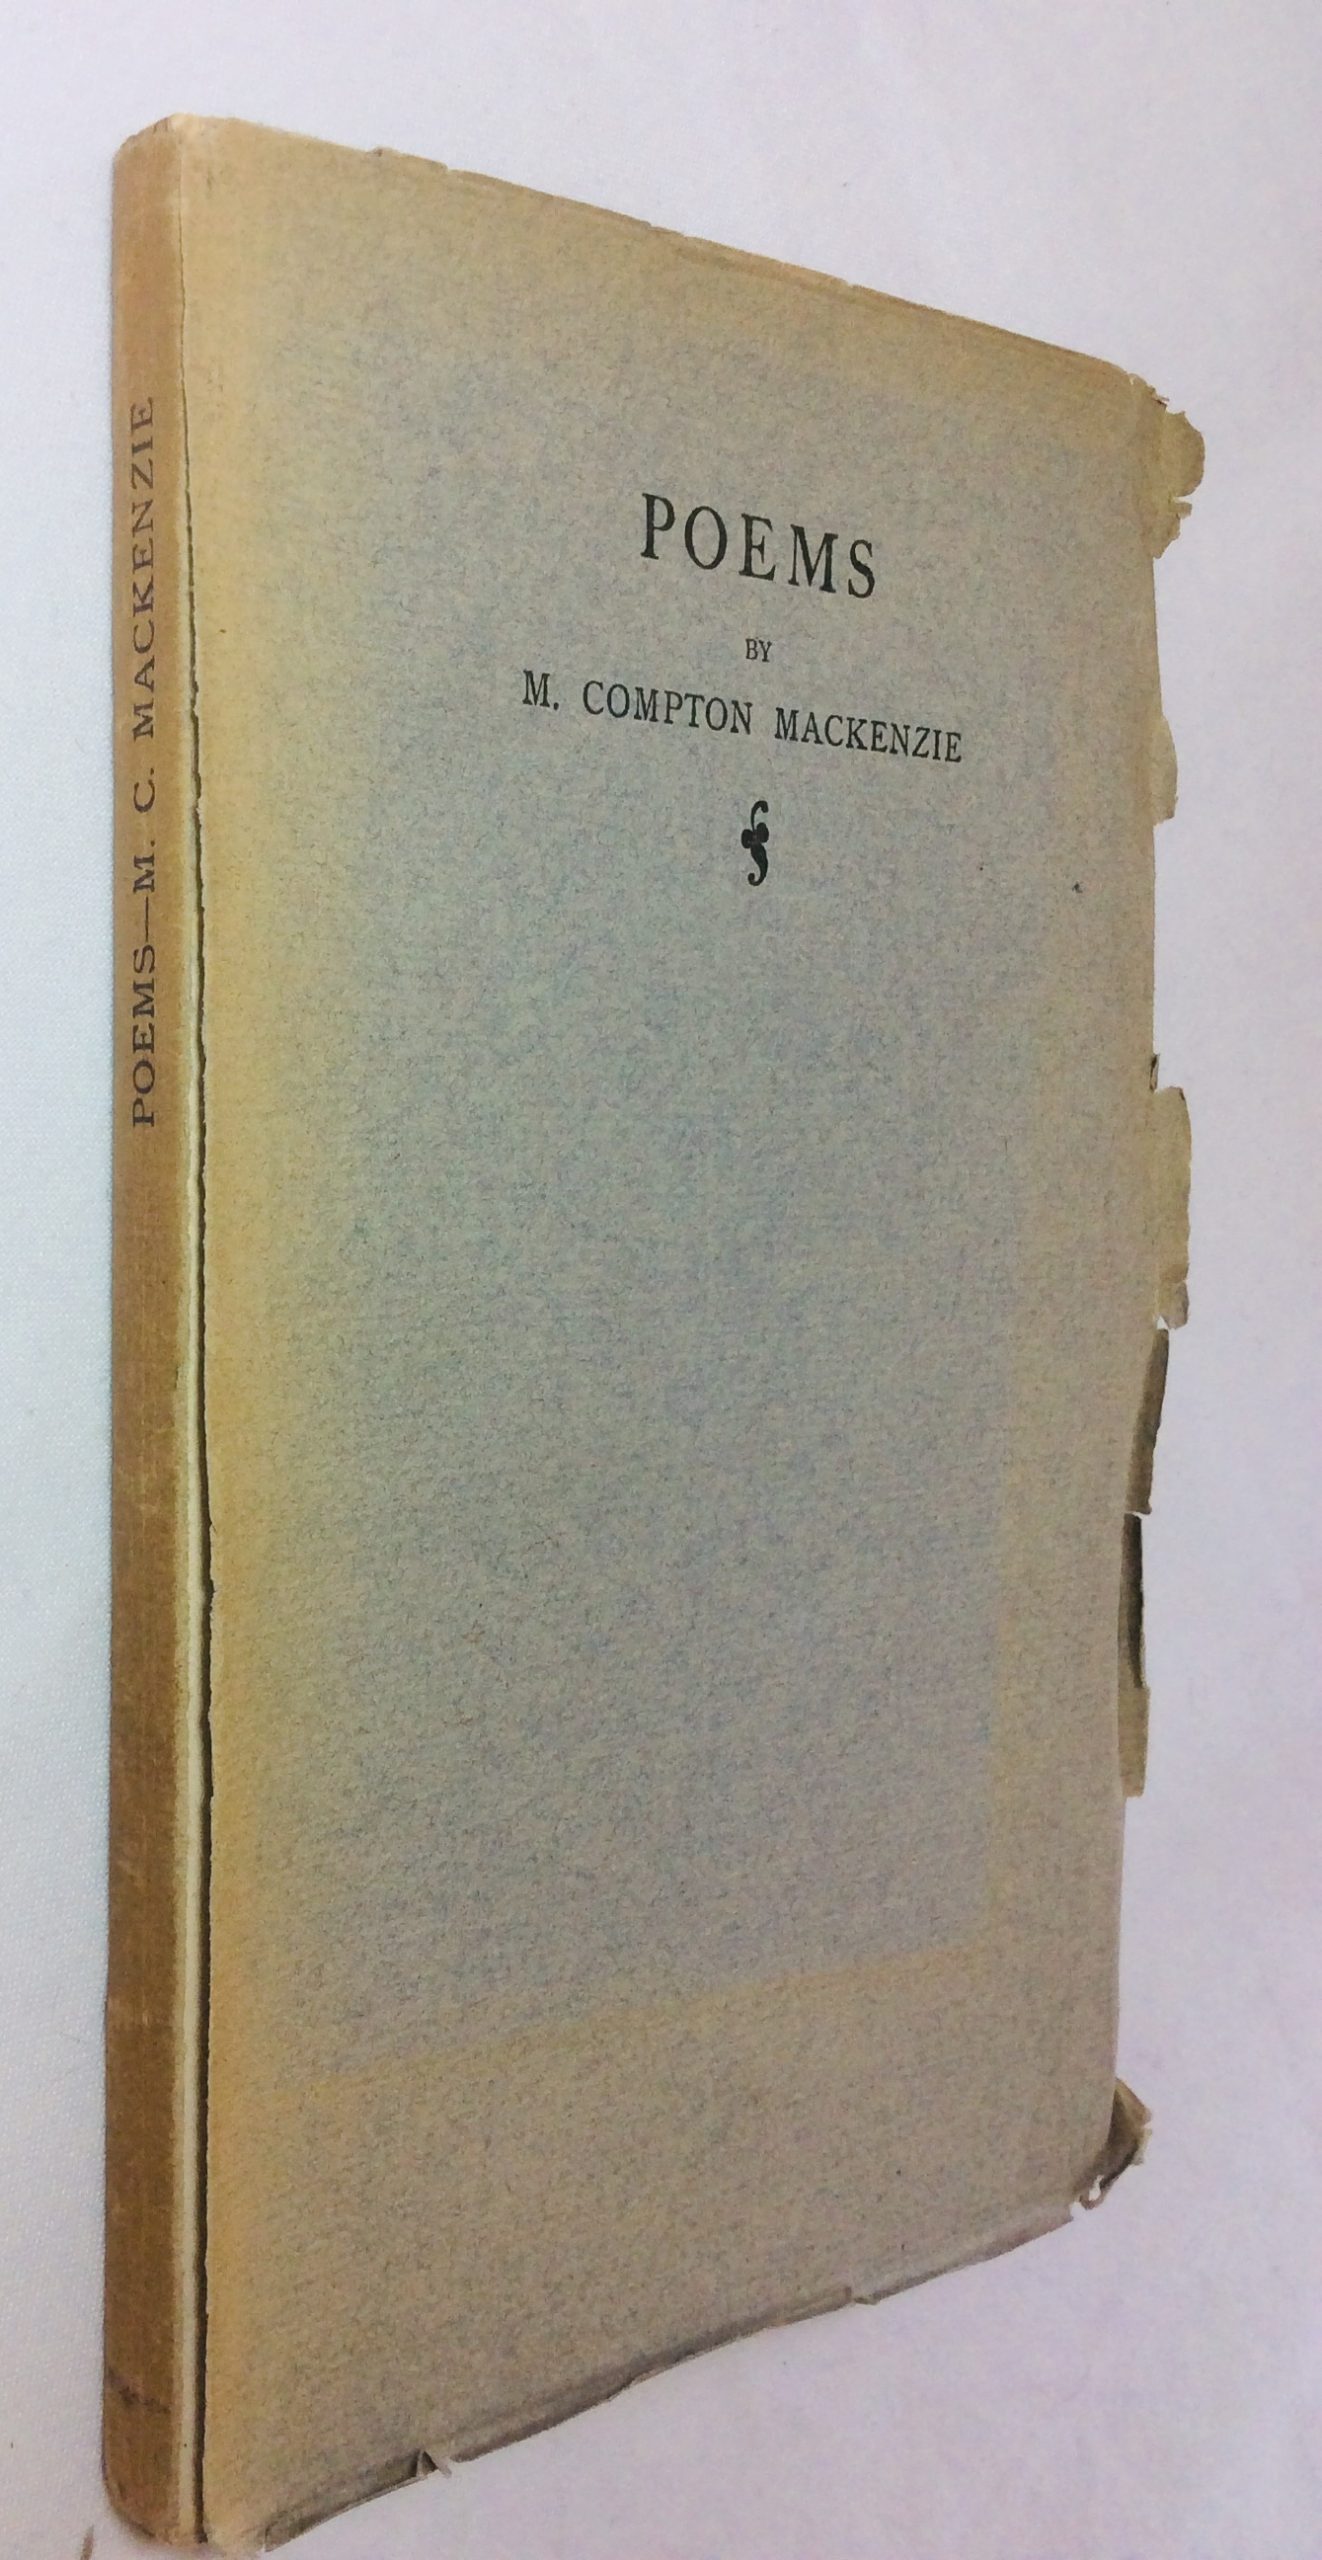 POEMS
BY
M. COMPTON MACKENZIE
POEMS—M. C. MACKENZIE